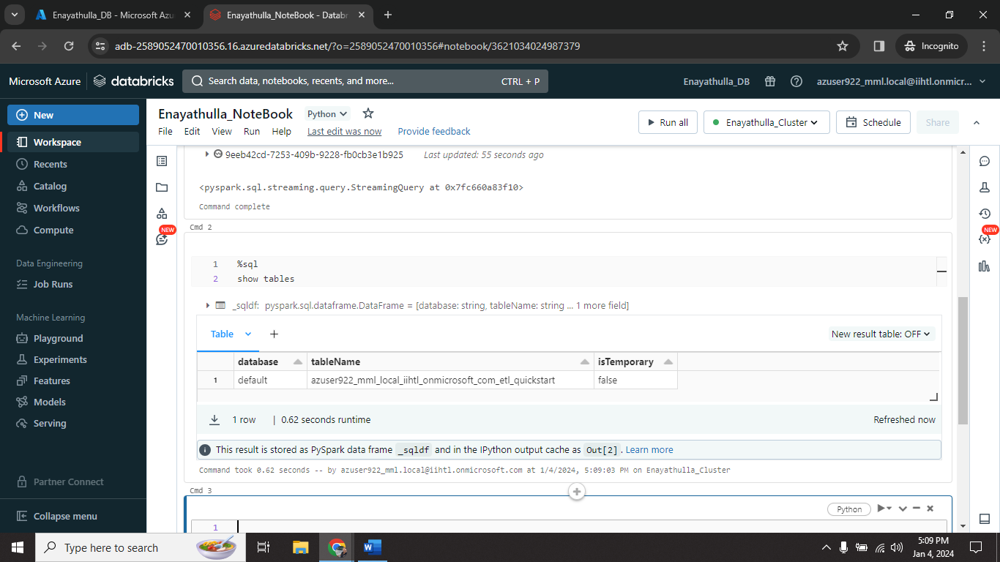 Enayathulla_DB - Microsoft Azu
Enayathulla_NoteBook - Datab
adb-2589052470010356.16.azuredatabricks.net/?o=2589052470010356#notebook/3621034024987379
Incognito
Microsoft Azure
databricks
Search data, notebooks, recents, and more...
CTRL + P
Enayathulla_DB
azuser922_mml.local@iihtl.onmicr...
New
Workspace
Recents
Catalog
Workflows
Compute
Data Engineering
Job Runs
Machine Learning
Playground
Experiments
Features
Models
Serving
Partner Connect
Collapse menu
Enayathulla_NoteBook
Python
File Edit View Run Help Last edit was now Provide feedback
Run all
Enayathulla_Cluster
Schedule
Share
NEW
NEW
9eeb42cd-7253-409b-9228-fb0cb3e1b925 Last updated: 55 seconds ago
<pyspark.sql.streaming.query.StreamingQuery at 0x7fc660a83f10>
Command complete
Cmd 2
1 %sql
2 show tables
_sqldf: pyspark.sql.dataframe.DataFrame = [database: string, tableName: string ... 1 more field]
Table
New result table: OFF
database tableName isTemporary
1 default azuser922_mml_local_iihtl_onmicrosoft_com_etl_quickstart false
1 row | 0.62 seconds runtime
Refreshed now
This result is stored as PySpark data frame _sqldf and in the IPython output cache as Out[2]. Learn more
Command took 0.62 seconds -- by azuser922_mml.local@iihtl.onmicrosoft.com at 1/4/2024, 5:09:03 PM on Enayathulla_Cluster
Cmd 3
Python
1
Type here to search
5:09 PM
Jan 4, 2024